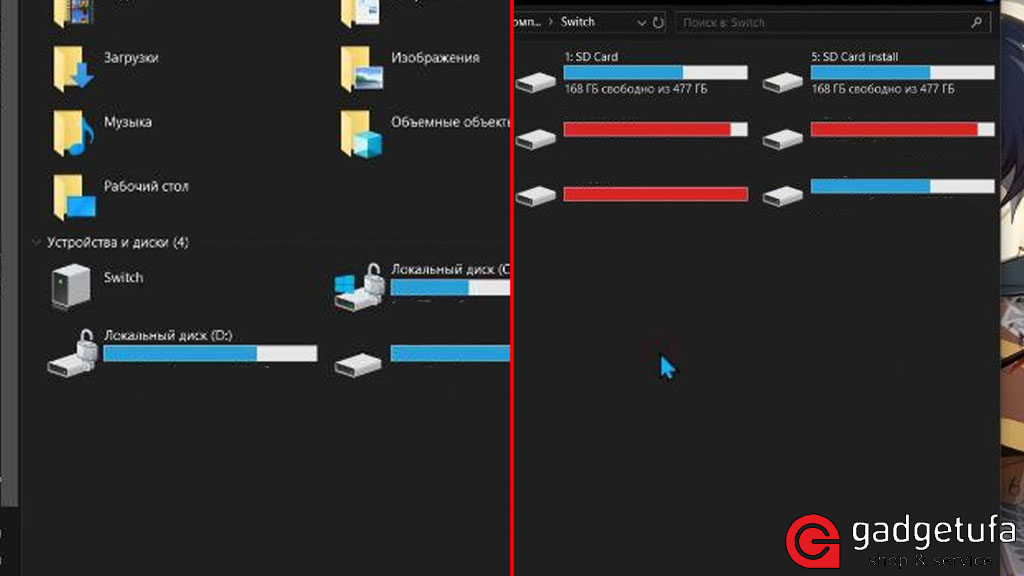 Загрузки
Изображения
Музыка
Объемные объекты
Рабочий стол
Устройства и диски (4)
Switch
Локальный диск (C
Локальный диск (D:)
Switch
Поиск в: Switch
1: SD Card
168 ГБ свободно из 477 ГБ
5: SD Card install
168 ГБ свободно из 477 ГБ
gadgetufa
shop & service